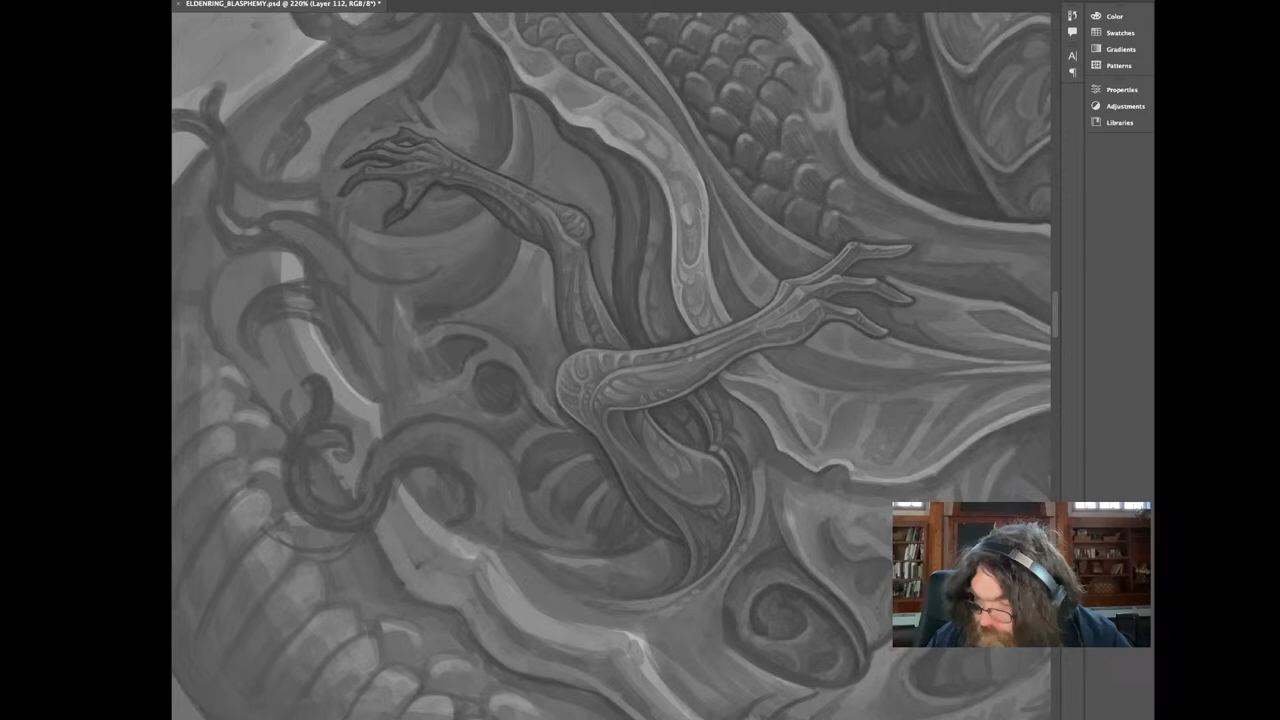 × ELDENRING_BLASPHEMY.psd @ 220% (Layer 112, RGB/8*) *
Color
Swatches
Gradients
Patterns
Properties
Adjustments
Libraries